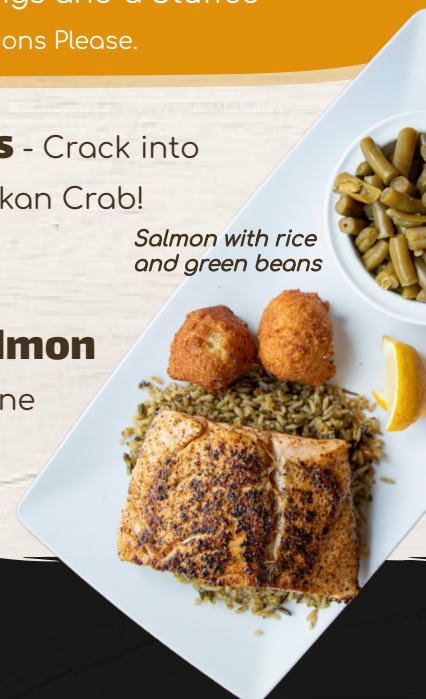 ons Please.
s - Crack into
kan Crab!
Salmon with rice
and green beans
lmon
ne